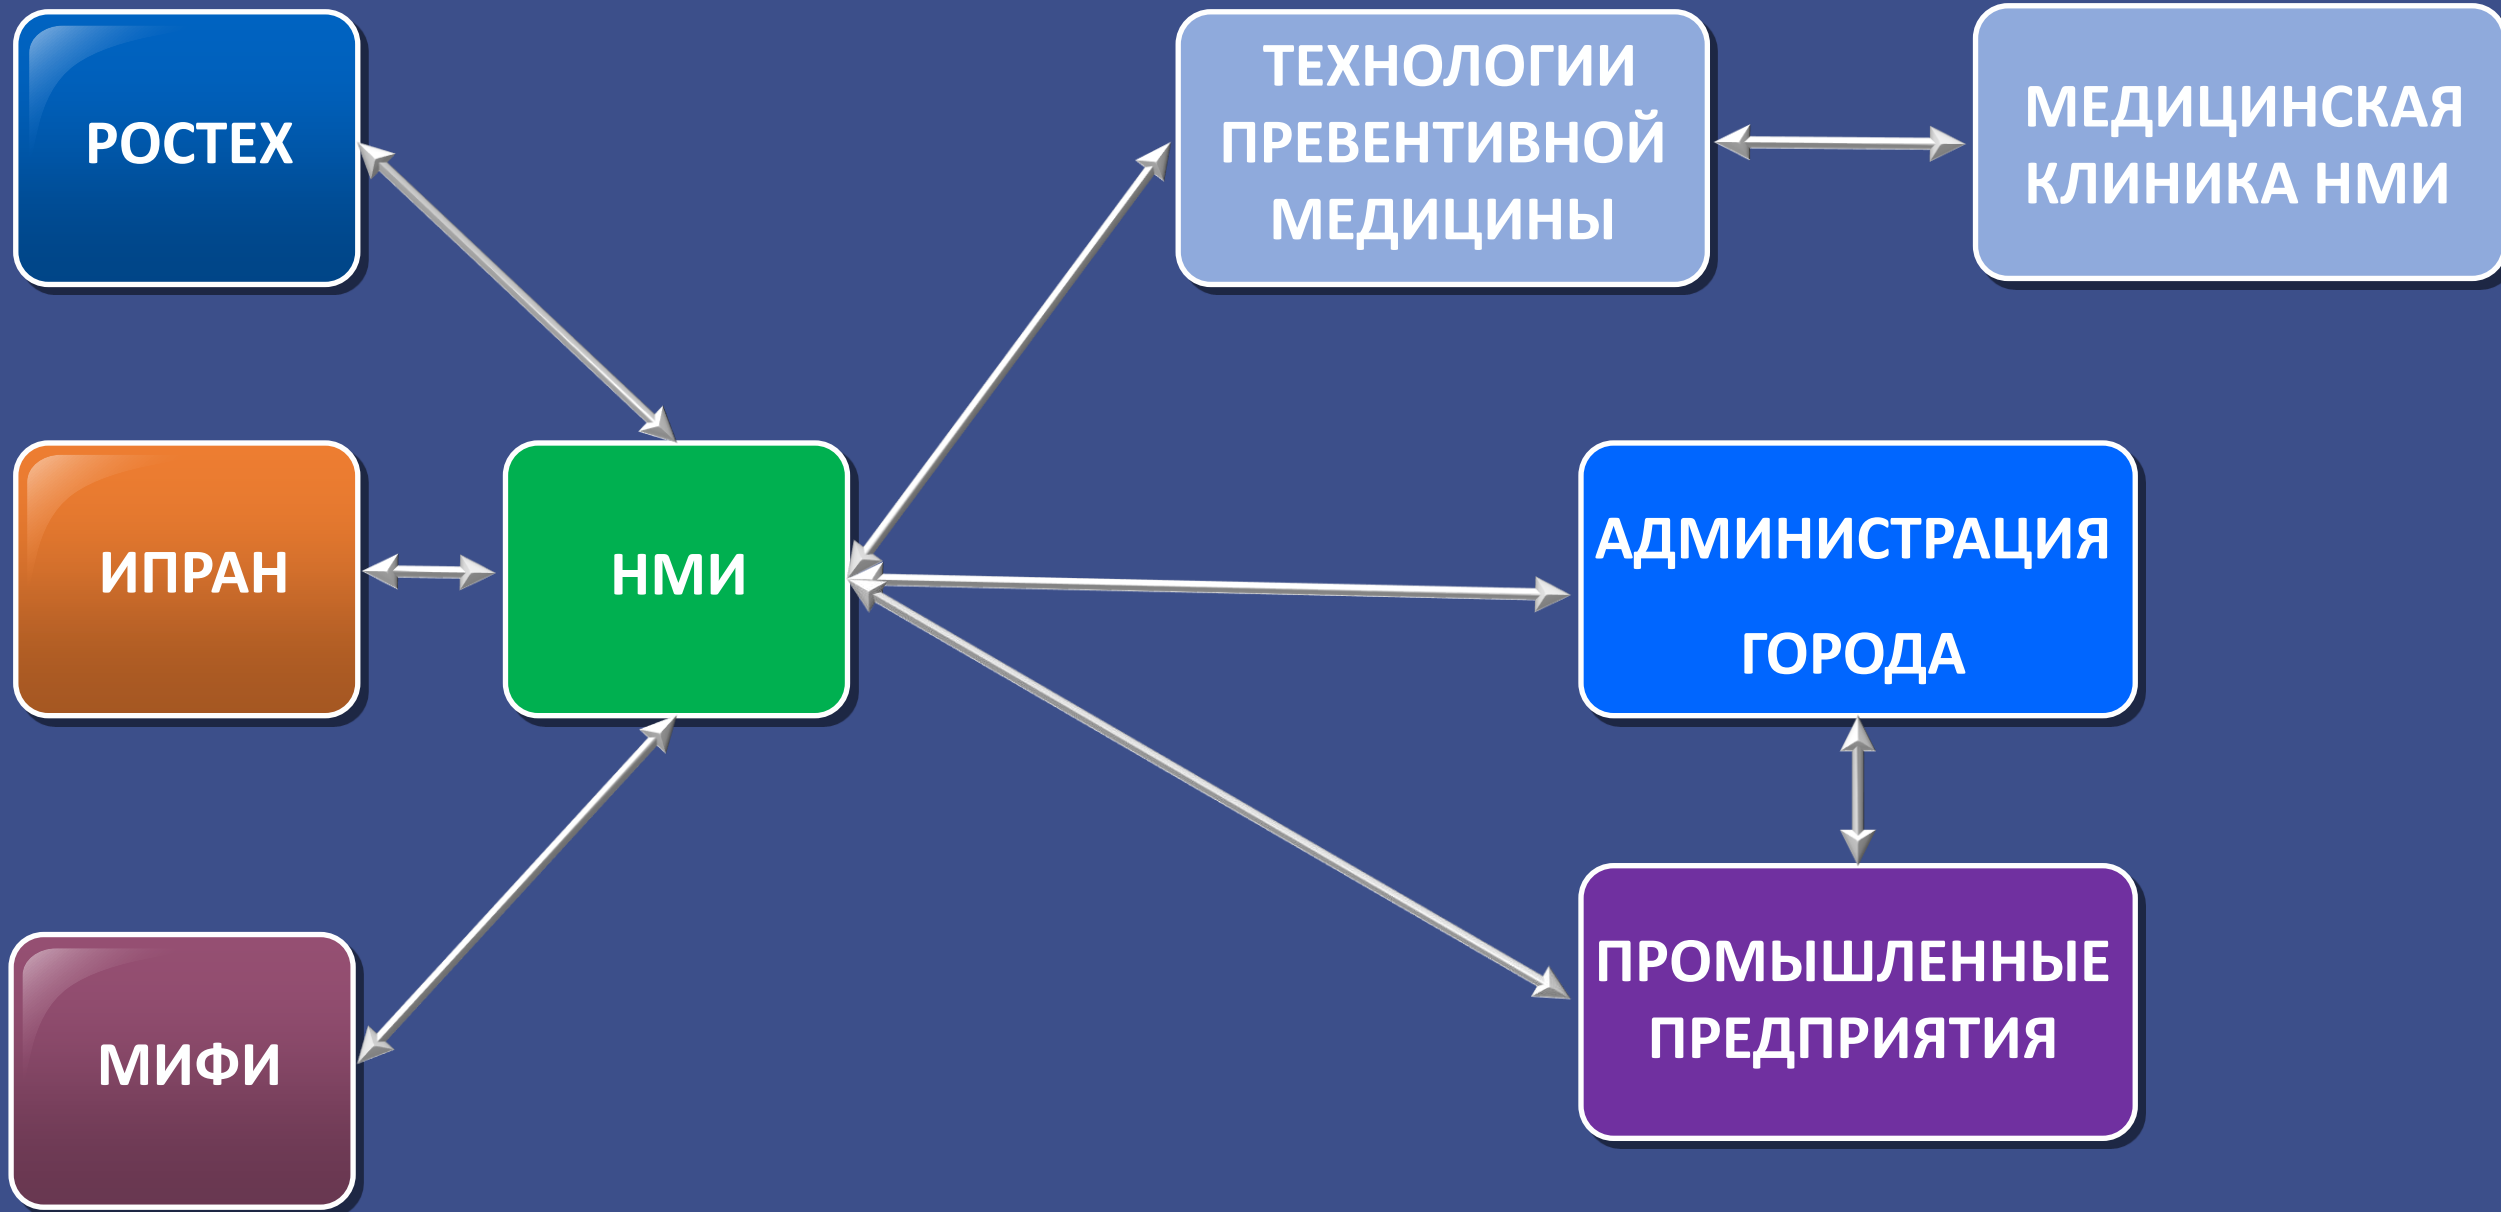 РОСТЕХ
ТЕХНОЛОГИИ
ПРЕВЕНТИВНОЙ
МЕДИЦИНЫ
МЕДИЦИНСКАЯ
КЛИНИКА НМИ
ИПРАН
НМИ
АДМИНИСТРАЦИЯ
ГОРОДА
МИФИ
ПРОМЫШЛЕННЫЕ
ПРЕДПРИЯТИЯ